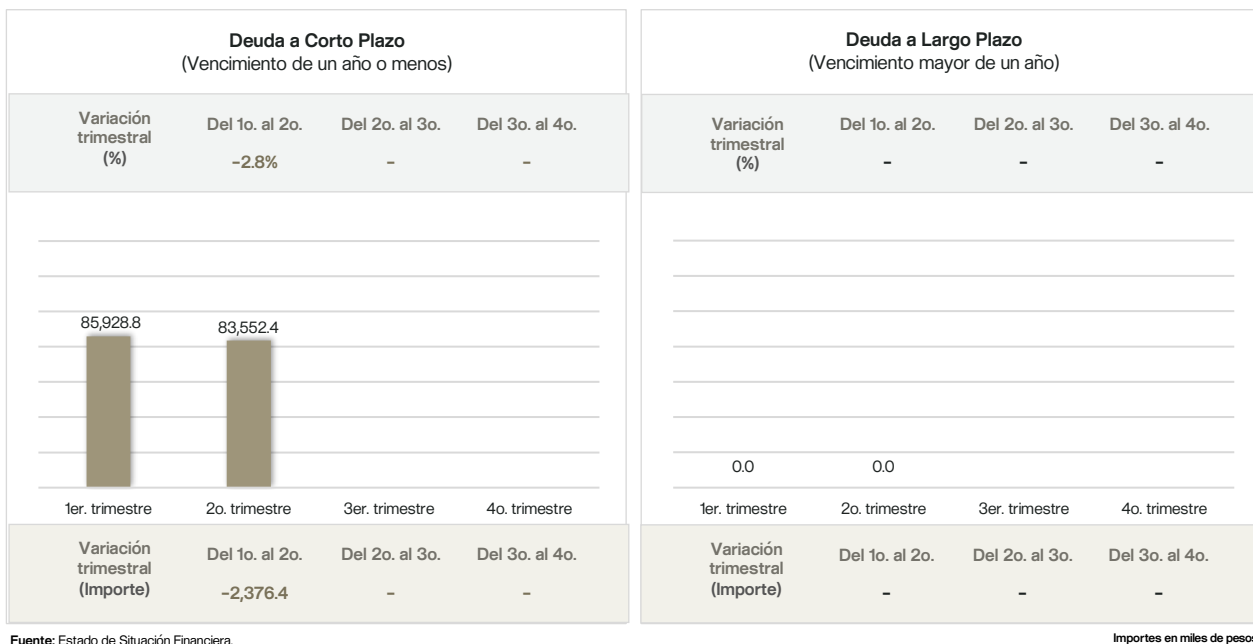 Deuda a Corto Plazo
(Vencimiento de un año o menos)
Variación
trimestral
(%)
Del 1o. al 2o. Del 2o. al 3o. Del 3o. al 4o.
-2.8% - -
85,928.8 83,552.4
1er. trimestre 2o. trimestre 3er. trimestre 4o. trimestre
Variación
trimestral
(Importe)
Del 1o. al 2o. Del 2o. al 3o. Del 3o. al 4o.
-2,376.4 - -
Deuda a Largo Plazo
(Vencimiento mayor de un año)
Variación
trimestral
(%)
Del 1o. al 2o. Del 2o. al 3o. Del 3o. al 4o.
- - -
0.0 0.0
1er. trimestre 2o. trimestre 3er. trimestre 4o. trimestre
Variación
trimestral
(Importe)
Del 1o. al 2o. Del 2o. al 3o. Del 3o. al 4o.
- - -
Fuente: Estado de Situación Financiera.
Importes en miles de pesos